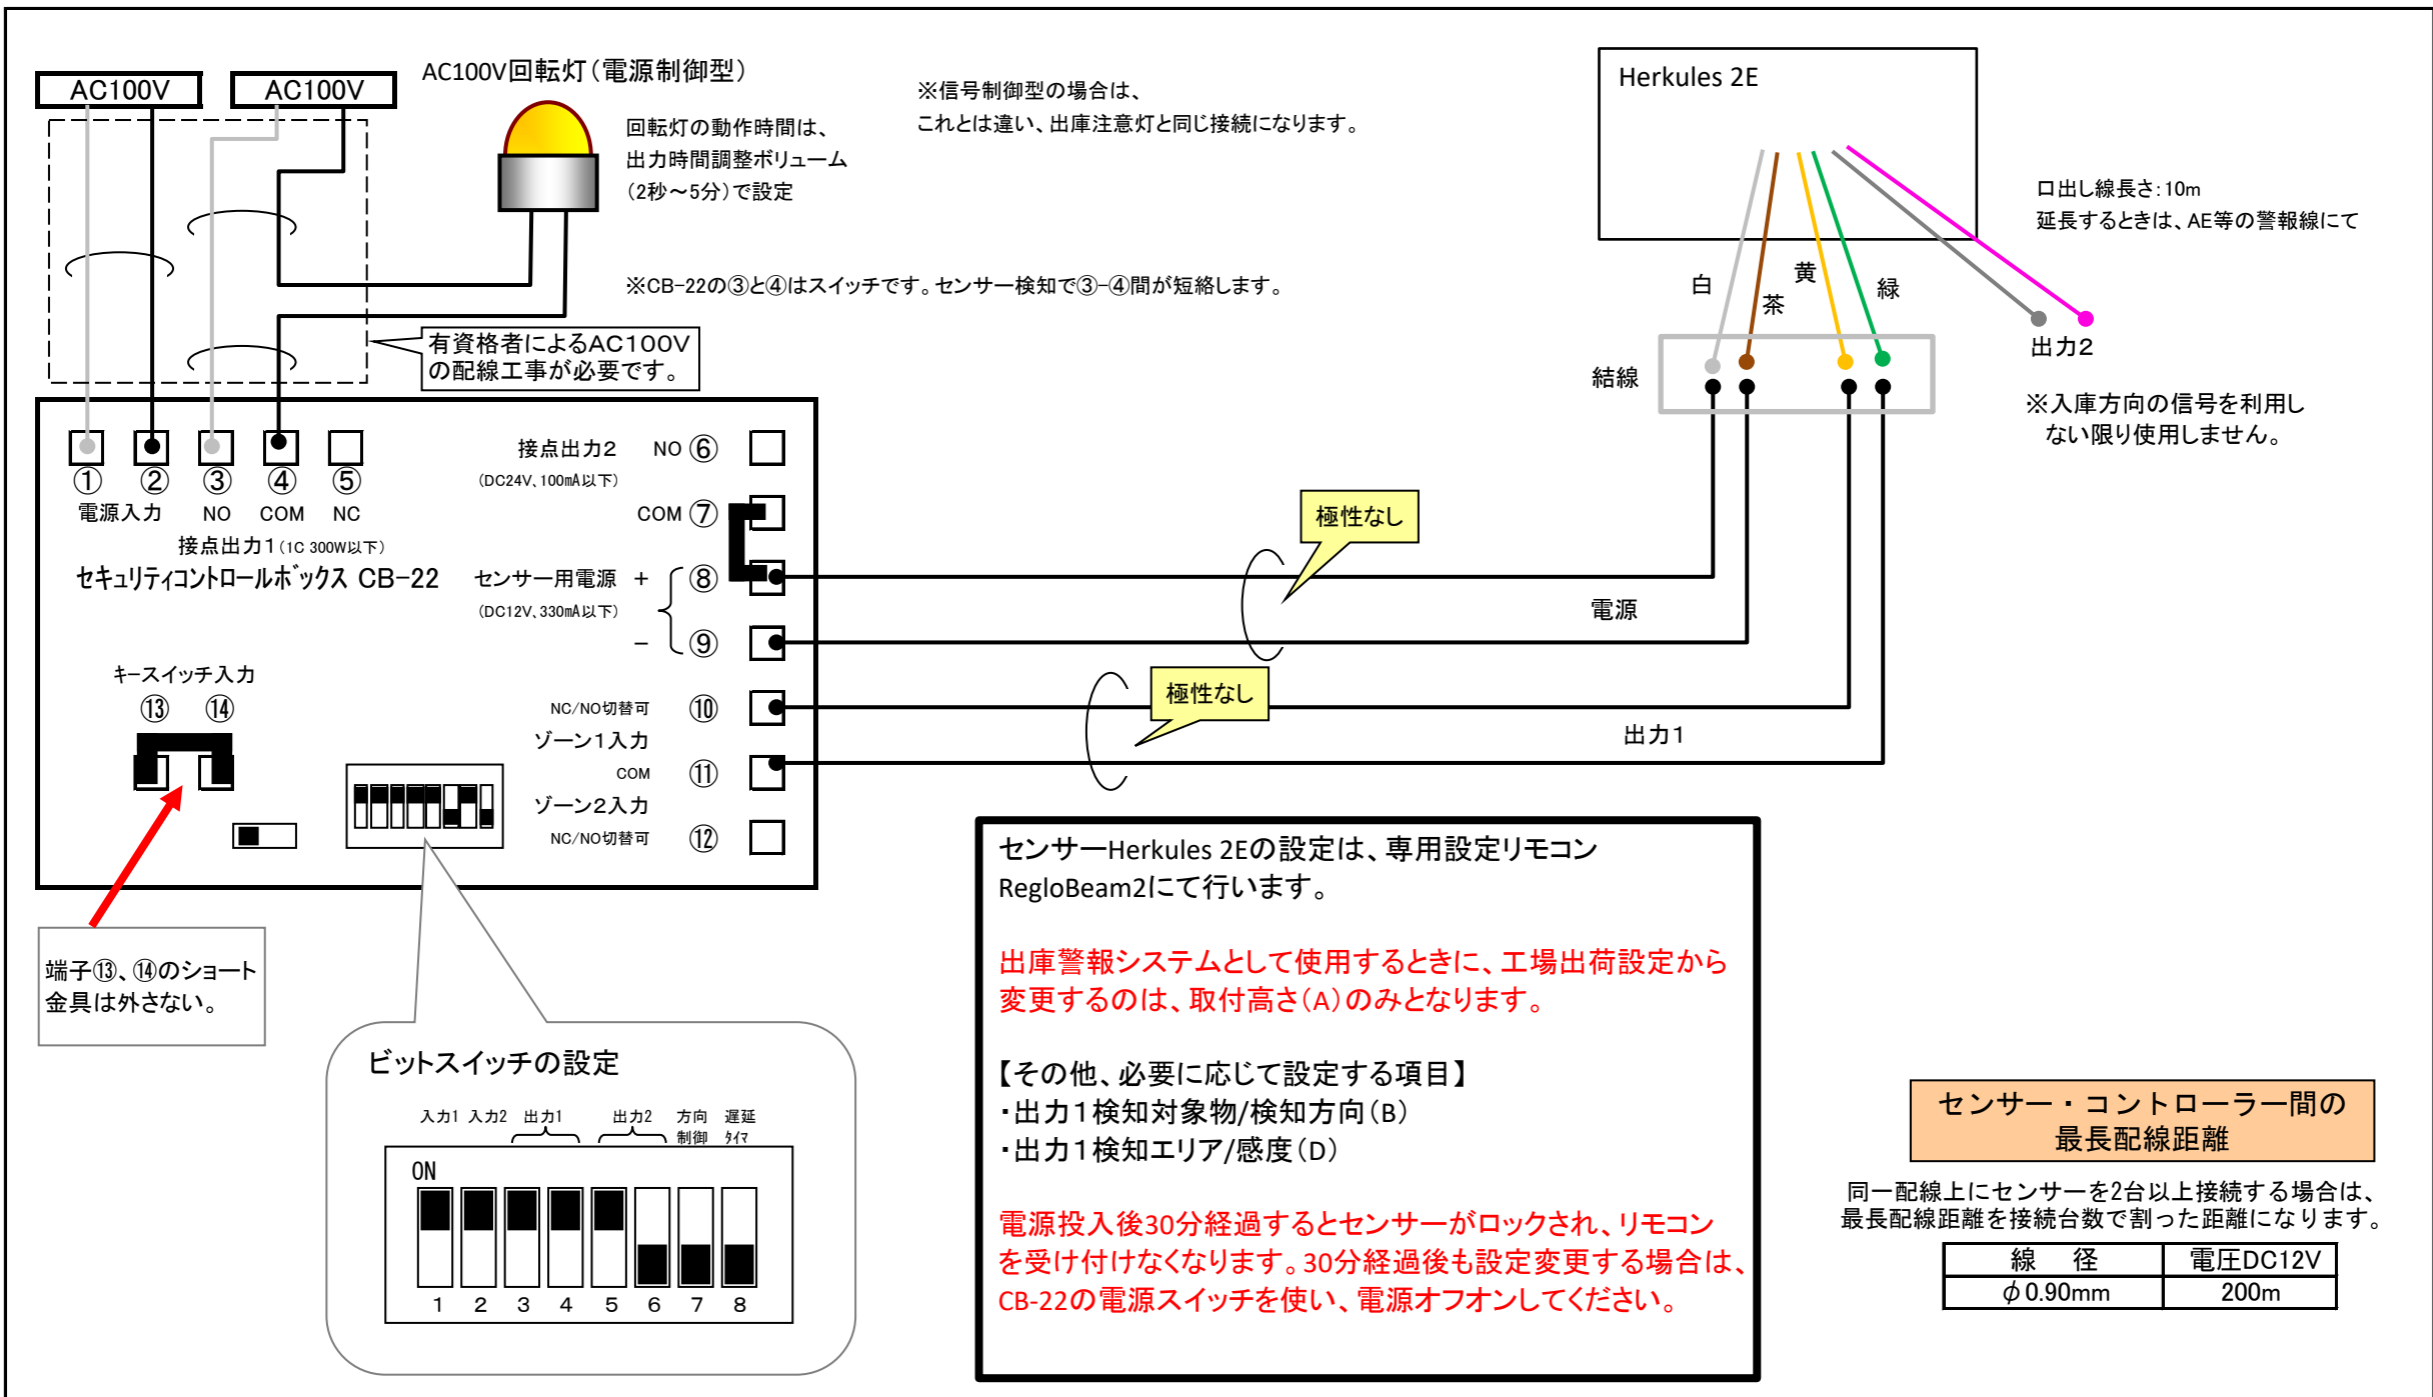 AC100V
AC100V
AC100V回転灯（電源制御型）
回転灯の動作時間は、
出力時間調整ボリューム
（2秒～5分）で設定
※信号制御型の場合は、
これとは違い、出庫注意灯と同じ接続になります。
※CB-22の③と④はスイッチです。センサー検知で③-④間が短絡します。
有資格者によるAC100V
の配線工事が必要です。
Herkules 2E
口出し線長さ：10m
延長するときは、AE等の警報線にて
白
茶
黄
緑
出力2
結線
※入庫方向の信号を利用し
ない限り使用しません。
① ② ③ ④ ⑤
電源入力 NO COM NC
接点出力1（1C 300W以下）
セキュリティコントロールボックス CB-22
接点出力2 NO ⑥
（DC24V、100mA以下）
COM ⑦
センサー用電源 + ⑧
（DC12V、330mA以下）
- ⑨
NC/NO切替可 ⑩
ゾーン1入力
COM ⑪
ゾーン2入力
NC/NO切替可 ⑫
キースイッチ入力
⑬ ⑭
極性なし
電源
極性なし
出力1
端子⑬、⑭のショート
金具は外さない。
ビットスイッチの設定
入力1 入力2 出力1 出力2 方向 遅延
制御 タイマ
ON
1 2 3 4 5 6 7 8
センサーHerkules 2Eの設定は、専用設定リモコン
RegloBeam2にて行います。
出庫警報システムとして使用するときに、工場出荷設定から
変更するのは、取付高さ（A）のみとなります。
【その他、必要に応じて設定する項目】
・出力1検知対象物/検知方向（B）
・出力1検知エリア/感度（D）
電源投入後30分経過するとセンサーがロックされ、リモコン
を受け付けなくなります。30分経過後も設定変更する場合は、
CB-22の電源スイッチを使い、電源オフオンしてください。
センサー・コントローラー間の
最長配線距離
同一配線上にセンサーを2台以上接続する場合は、
最長配線距離を接続台数で割った距離になります。
線 径 電圧DC12V
φ0.90mm 200m